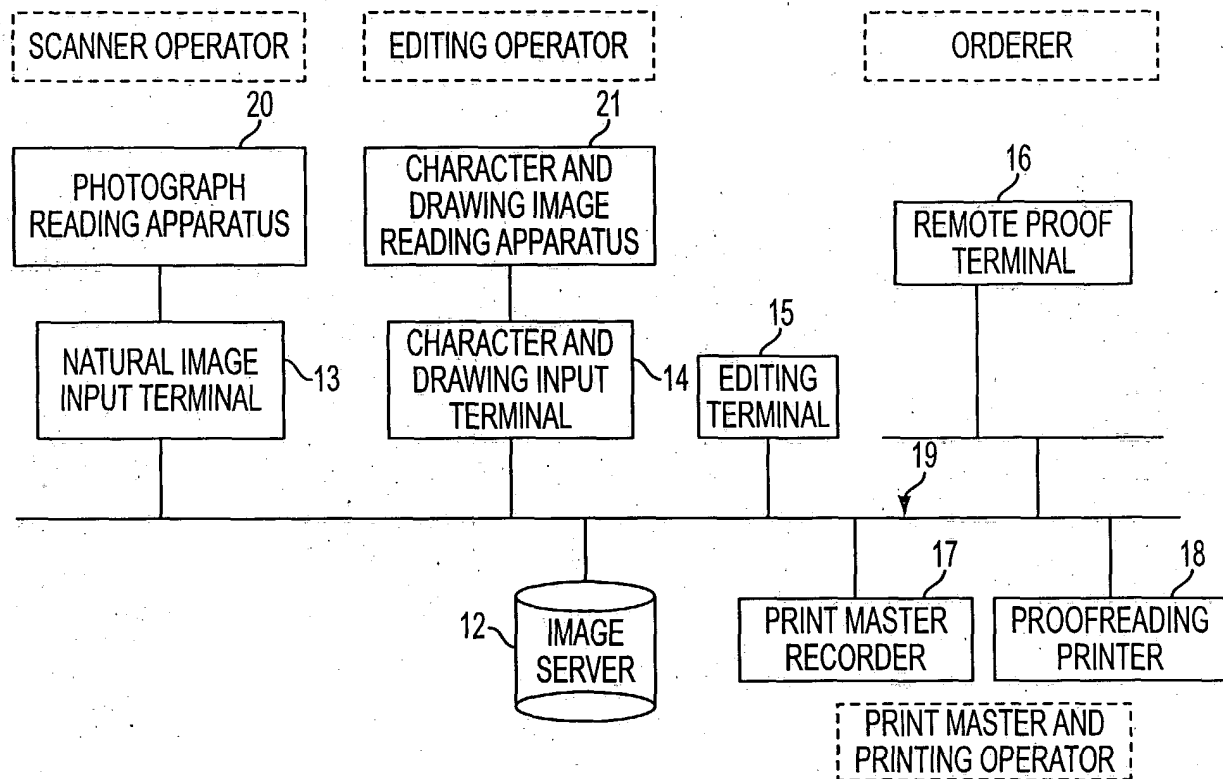 SCANNER OPERATOR
EDITING OPERATOR
ORDERER
20
21
16
PHOTOGRAPH
READING APPARATUS
CHARACTER AND
DRAWING IMAGE
READING APPARATUS
REMOTE PROOF
TERMINAL
NATURAL IMAGE
INPUT TERMINAL
13
CHARACTER AND
DRAWING INPUT
TERMINAL
14
15
EDITING
TERMINAL
19
12
IMAGE
SERVER
17
PRINT MASTER
RECORDER
18
PROOFREADING
PRINTER
PRINT MASTER AND
PRINTING OPERATOR